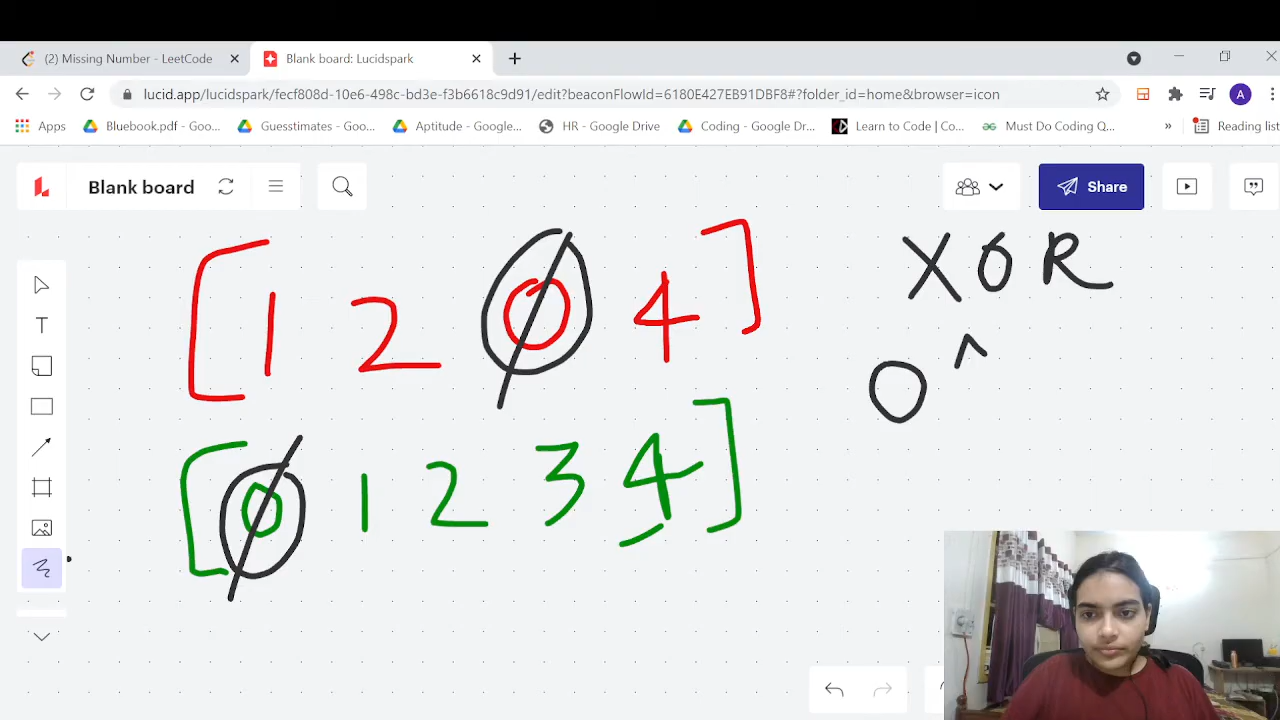 (2) Missing Number - LeetCode
Blank board: Lucidspark
lucid.app/lucidspark/fecf808d-10e6-498c-bd3e-f3b6618c9d91/edit?beaconFlowId=6180E427EB91DBF8#?folder_id=home&browser=icon
A
Apps
Bluebook.pdf - Goo...
Guesstimates - Goo...
Aptitude - Google...
HR - Google Drive
Coding - Google Dr...
Learn to Code | Co...
Must Do Coding Q...
»
Reading list
Blank board
Share
[1 2 0 4]
XOR
0 ^
[0 1 2 3 4]
T